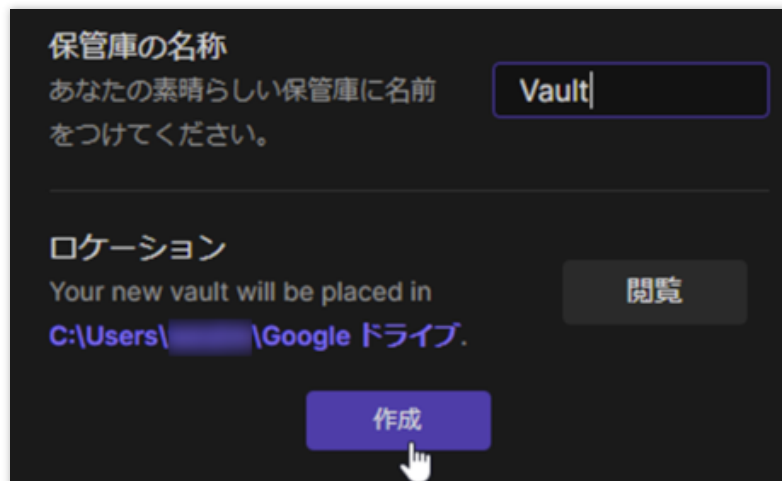 保管庫の名称
あなたの素晴らしい保管庫に名前
をつけてください。
Vault
ロケーション
Your new vault will be placed in
C:\Users\ \Google ドライブ.
閲覧
作成